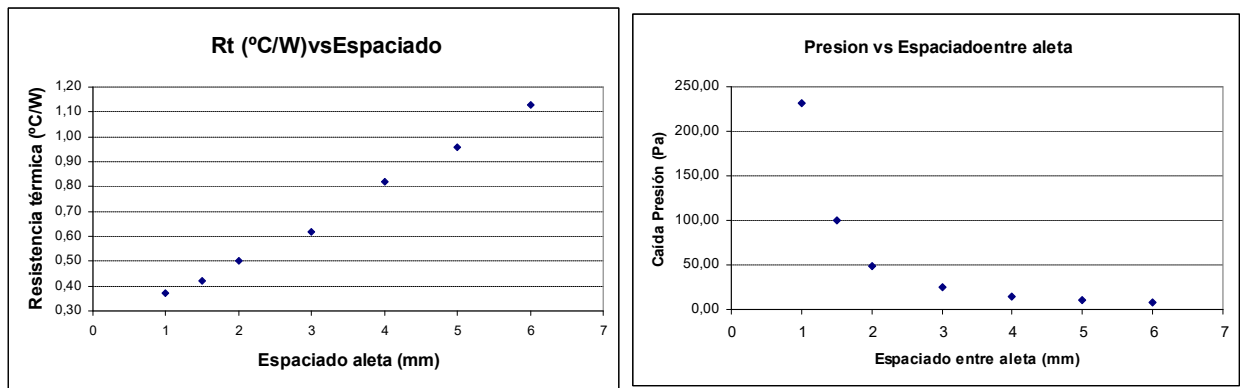 Rt (ºC/W)vsEspaciado
Resistencia térmica (ºC/W)
1,20
1,10
1,00
0,90
0,80
0,70
0,60
0,50
0,40
0,30
0 1 2 3 4 5 6 7
Espaciado aleta (mm)
Presion vs Espaciadoentre aleta
Caída Presión (Pa)
250,00
200,00
150,00
100,00
50,00
0,00
0 1 2 3 4 5 6 7
Espaciado entre aleta (mm)